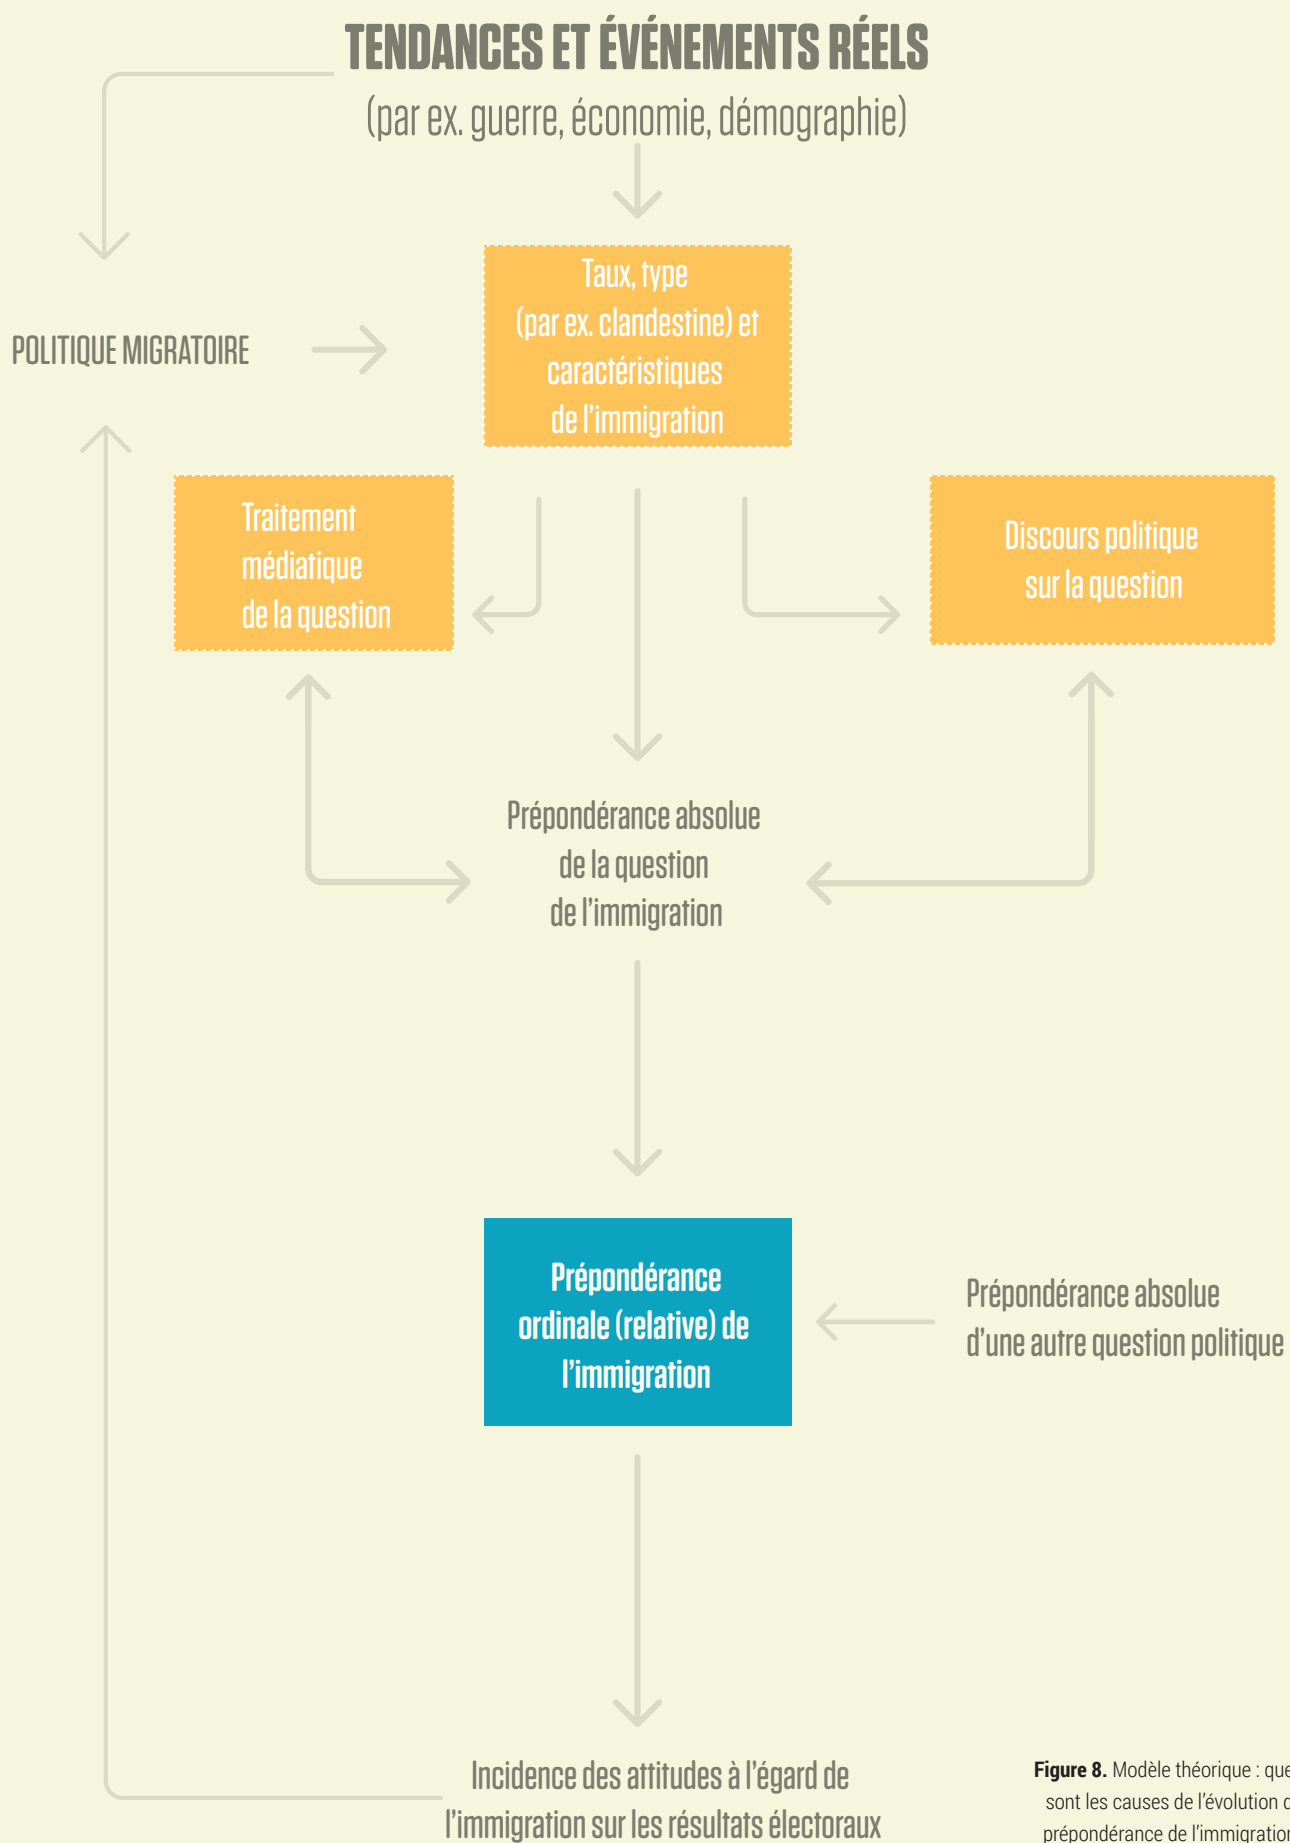 TENDANCES ET ÉVÉNEMENTS RÉELS
(par ex. guerre, économie, démographie)
Taux, type
(par ex. clandestine) et
caractéristiques
de l’immigration
POLITIQUE MIGRATOIRE
Traitement
médiatique
de la question
Discours politique
sur la question
Prépondérance absolue
de la question
de l’immigration
Prépondérance
ordinale (relative) de
l’immigration
Prépondérance absolue
d’une autre question politique
Incidence des attitudes à l’égard de
l’immigration sur les résultats électoraux
Figure 8. Modèle théorique :
sont les causes de l’évolution
prépondérance de l’immigration